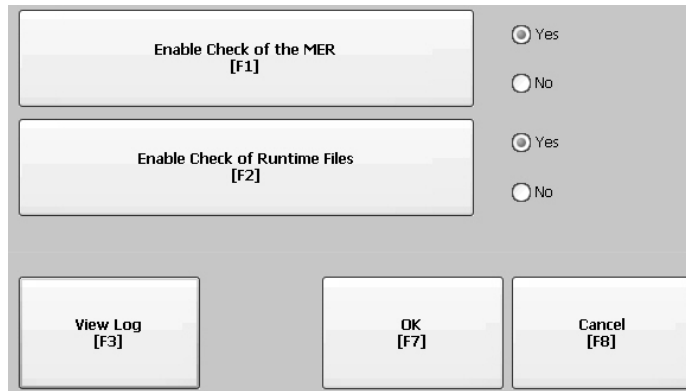 Enable Check of the MER
[F1]
Yes
No
Enable Check of Runtime Files
[F2]
Yes
No
View Log
[F3]
OK
[F7]
Cancel
[F8]